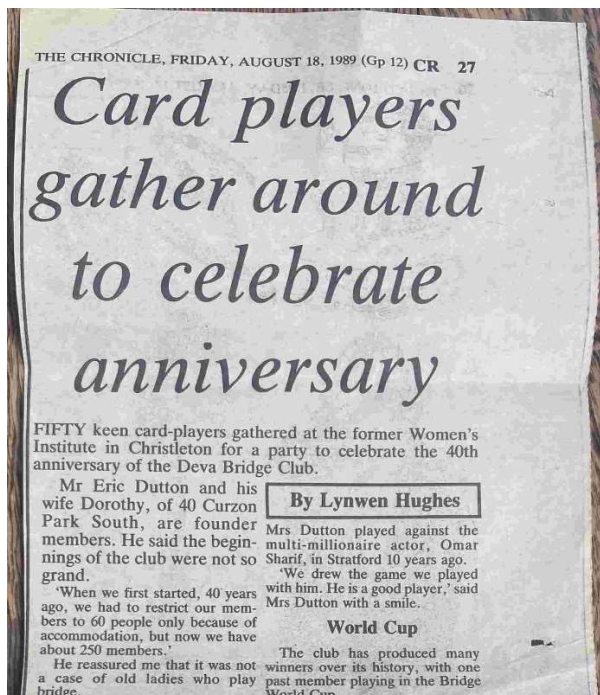 THE CHRONICLE, FRIDAY, AUGUST 18, 1989 (Gp 12) CR 27
Card players
gather around
to celebrate
anniversary
FIFTY keen card-players gathered at the former Women's
Institute in Christleton for a party to celebrate the 40th
anniversary of the Deva Bridge Club.
Mr Eric Dutton and his
wife Dorothy, of 40 Curzon
Park South, are founder
members. He said the begin-
nings of the club were not so
grand.
'When we first started, 40 years
ago, we had to restrict our mem-
bers to 60 people only because of
accommodation, but now we have
about 250 members.'
He reassured me that it was not
a case of old ladies who play
bridge.
By Lynwen Hughes
Mrs Dutton played against the
multi-millionaire actor, Omar
Sharif, in Stratford 10 years ago.
'We drew the game we played
with him. He is a good player,' said
Mrs Dutton with a smile.
World Cup
The club has produced many
winners over its history, with one
past member playing in the Bridge
World Cup.